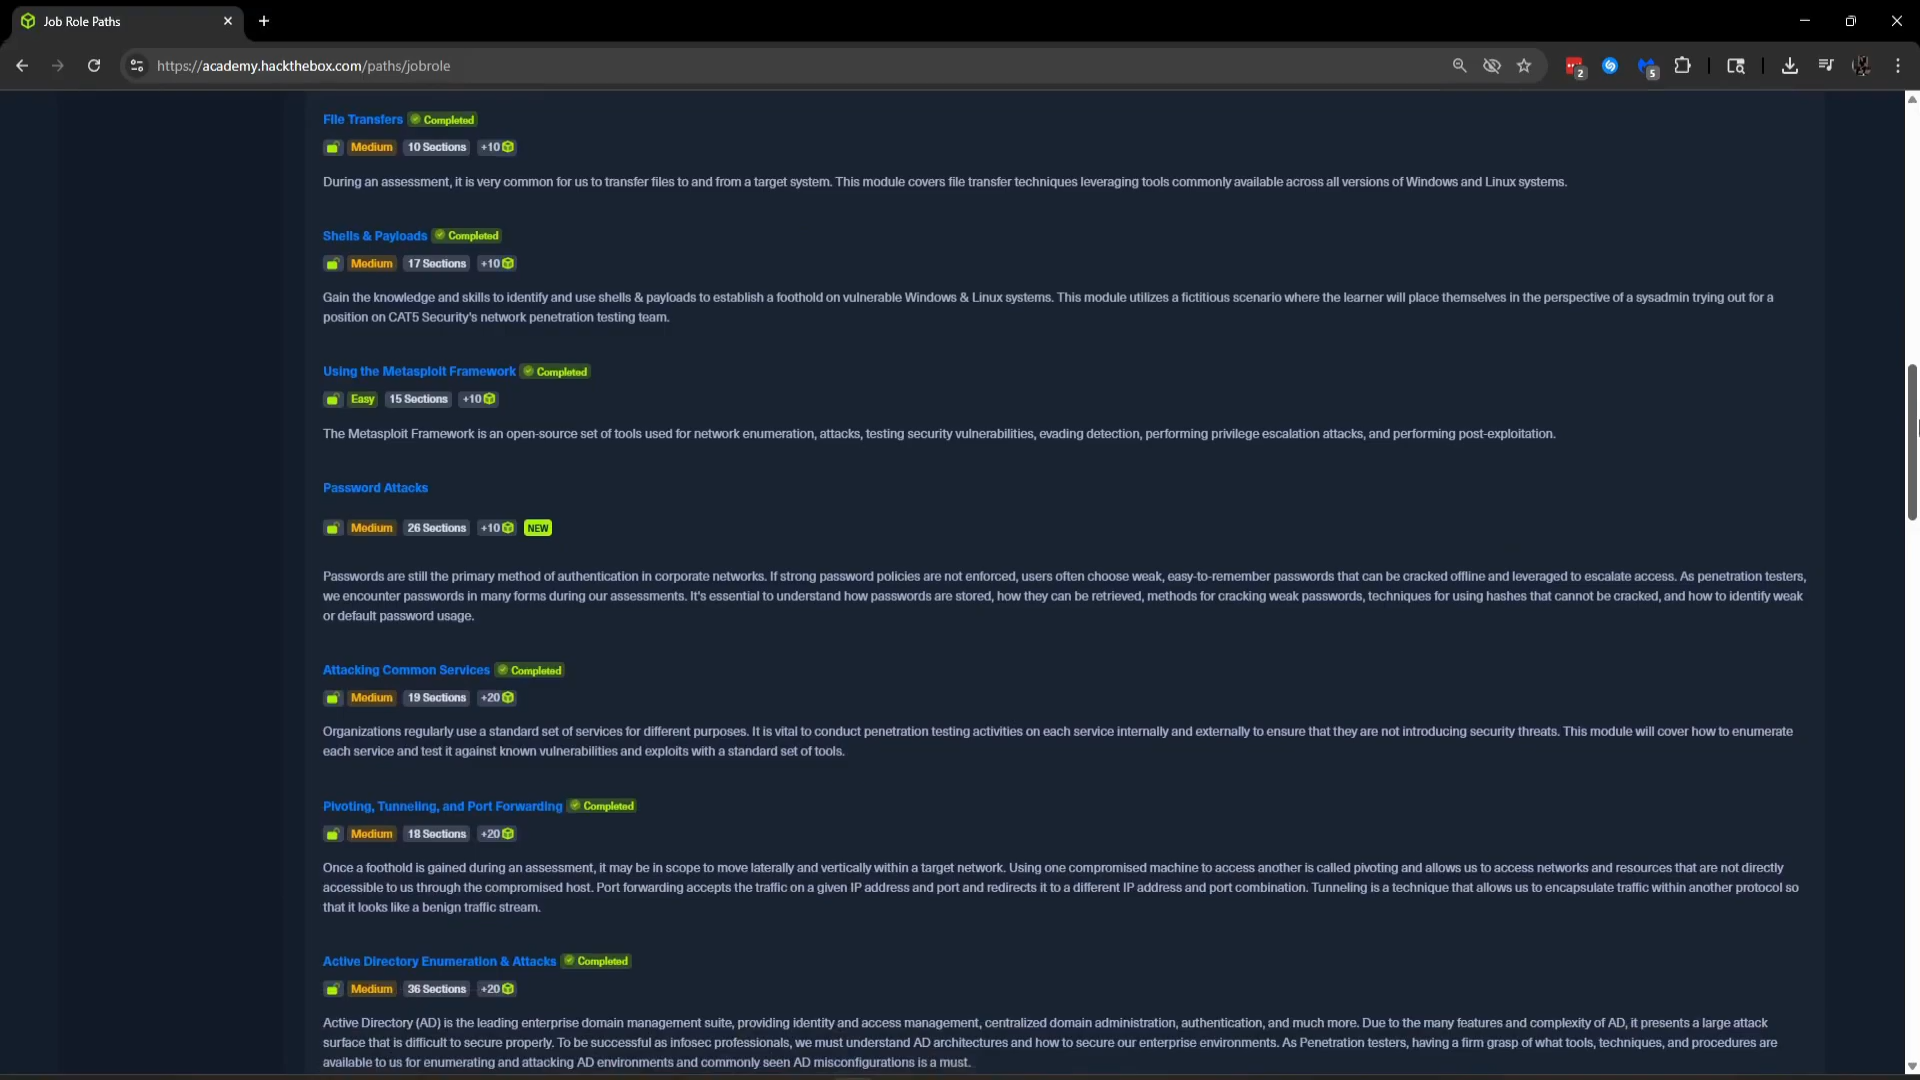 Job Role Paths
https://academy.hackthebox.com/paths/jobrole
2
5
File Transfers Completed
Medium 10 Sections +10
During an assessment, it is very common for us to transfer files to and from a target system. This module covers file transfer techniques leveraging tools commonly available across all versions of Windows and Linux systems.
Shells & Payloads Completed
Medium 17 Sections +10
Gain the knowledge and skills to identify and use shells & payloads to establish a foothold on vulnerable Windows & Linux systems. This module utilizes a fictitious scenario where the learner will place themselves in the perspective of a sysadmin trying out for a
position on CAT5 Security's network penetration testing team.
Using the Metasploit Framework Completed
Easy 15 Sections +10
The Metasploit Framework is an open-source set of tools used for network enumeration, attacks, testing security vulnerabilities, evading detection, performing privilege escalation attacks, and performing post-exploitation.
Password Attacks
Medium 26 Sections +10 NEW
Passwords are still the primary method of authentication in corporate networks. If strong password policies are not enforced, users often choose weak, easy-to-remember passwords that can be cracked offline and leveraged to escalate access. As penetration testers,
we encounter passwords in many forms during our assessments. It's essential to understand how passwords are stored, how they can be retrieved, methods for cracking weak passwords, techniques for using hashes that cannot be cracked, and how to identify weak
or default password usage.
Attacking Common Services Completed
Medium 19 Sections +20
Organizations regularly use a standard set of services for different purposes. It is vital to conduct penetration testing activities on each service internally and externally to ensure that they are not introducing security threats. This module will cover how to enumerate
each service and test it against known vulnerabilities and exploits with a standard set of tools.
Pivoting, Tunneling, and Port Forwarding Completed
Medium 18 Sections +20
Once a foothold is gained during an assessment, it may be in scope to move laterally and vertically within a target network. Using one compromised machine to access another is called pivoting and allows us to access networks and resources that are not directly
accessible to us through the compromised host. Port forwarding accepts the traffic on a given IP address and port and redirects it to a different IP address and port combination. Tunneling is a technique that allows us to encapsulate traffic within another protocol so
that it looks like a benign traffic stream.
Active Directory Enumeration & Attacks Completed
Medium 36 Sections +20
Active Directory (AD) is the leading enterprise domain management suite, providing identity and access management, centralized domain administration, authentication, and much more. Due to the many features and complexity of AD, it presents a large attack
surface that is difficult to secure properly. To be successful as infosec professionals, we must understand AD architectures and how to secure our enterprise environments. As Penetration testers, having a firm grasp of what tools, techniques, and procedures are
available to us for enumerating and attacking AD environments and commonly seen AD misconfigurations is a must.